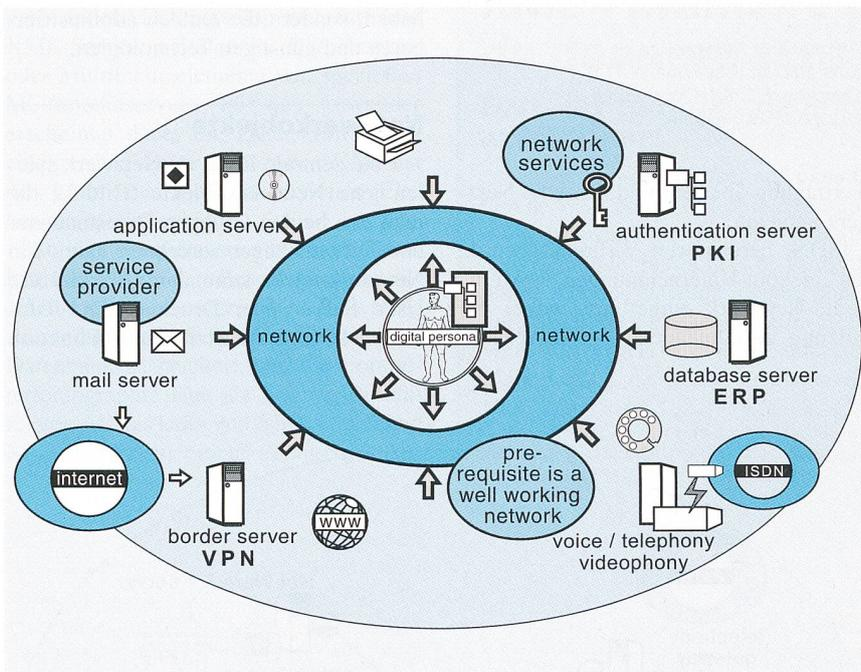 network
services
application server
authentication server
PKI
service
provider
network
digital persona
network
mail server
database server
ERP
pre-
requisite is a
well working
network
internet
ISDN
www
border server
VPN
voice / telephony
videophony